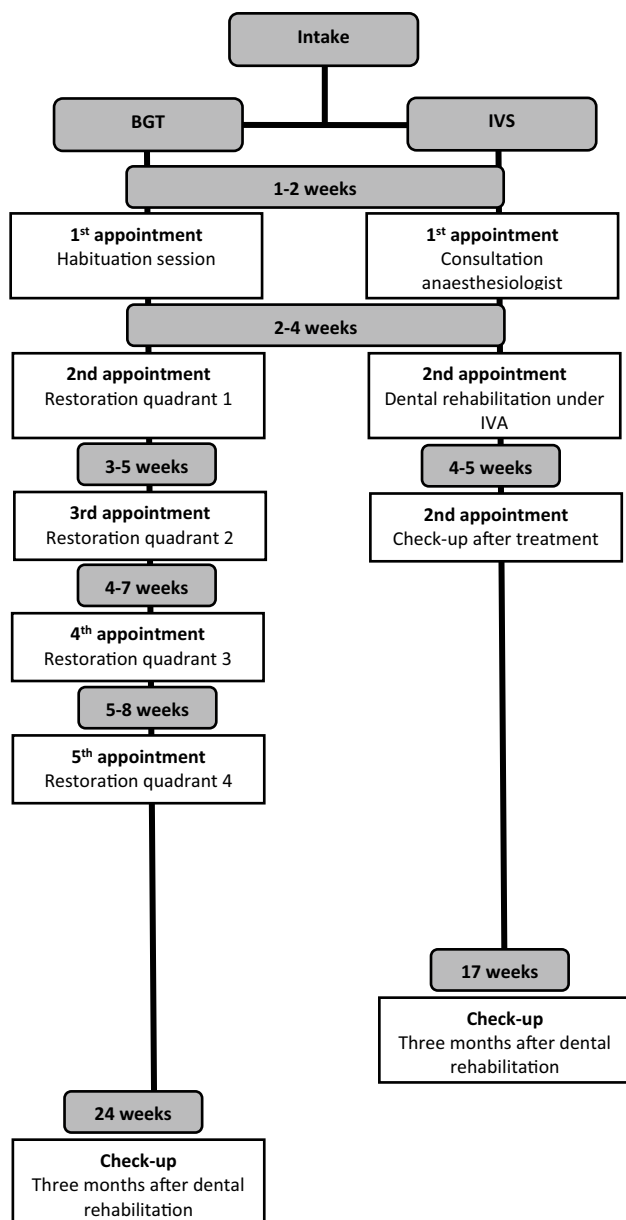 Intake
BGT
IVS
1-2 weeks
1st appointment
Habituation session
1st appointment
Consultation
anaesthesiologist
2-4 weeks
2nd appointment
Restoration quadrant 1
2nd appointment
Dental rehabilitation under
IVA
3-5 weeks
4-5 weeks
3rd appointment
Restoration quadrant 2
2nd appointment
Check-up after treatment
4-7 weeks
4th appointment
Restoration quadrant 3
5-8 weeks
5th appointment
Restoration quadrant 4
17 weeks
Check-up
Three months after dental
rehabilitation
24 weeks
Check-up
Three months after dental
rehabilitation